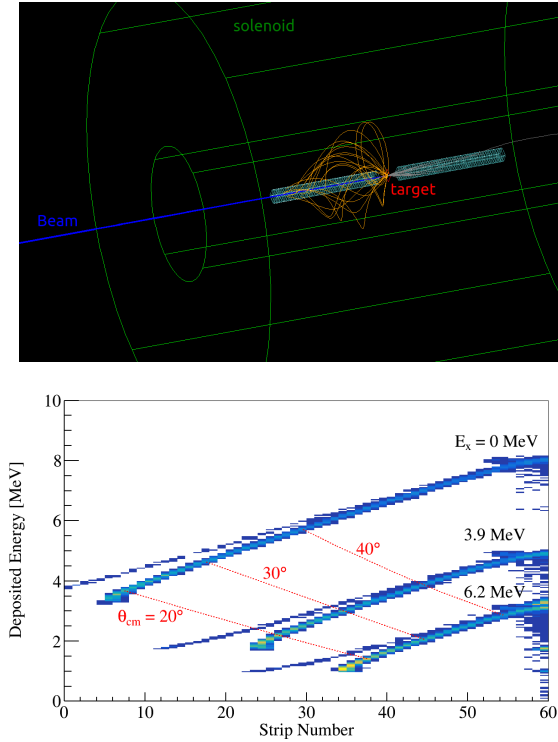 solenoid
target
Beam
10
8
6
4
2
0
Deposited Energy [MeV]
E_x = 0 MeV
3.9 MeV
6.2 MeV
40°
30°
θ_cm = 20°
0
10
20
30
40
50
60
Strip Number